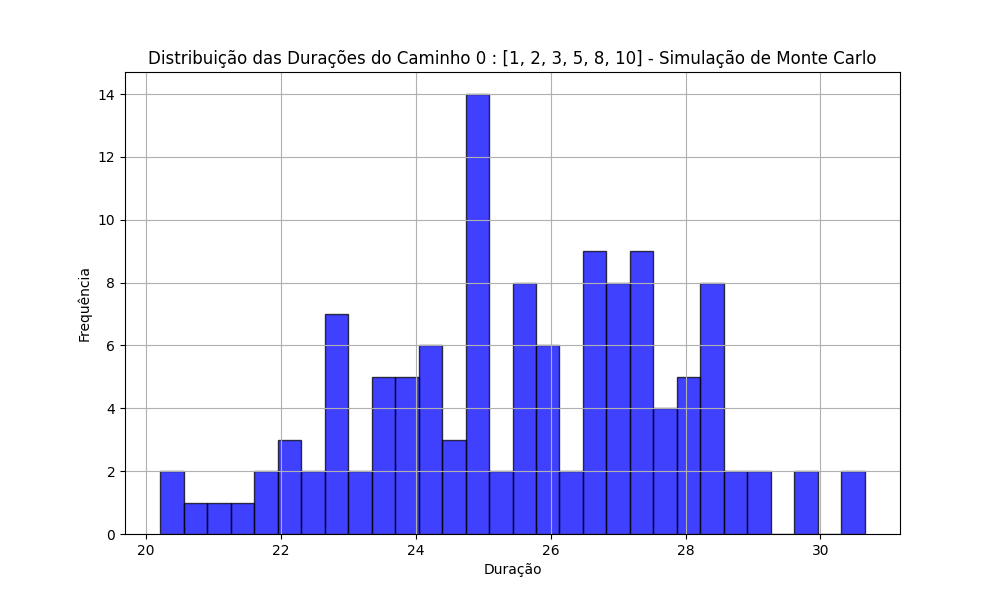 Distribuição das Durações do Caminho 0 : [1, 2, 3, 5, 8, 10] - Simulação de Monte Carlo
14
12
10
8
6
4
2
0
Frequência
20 22 24 26 28 30
Duração